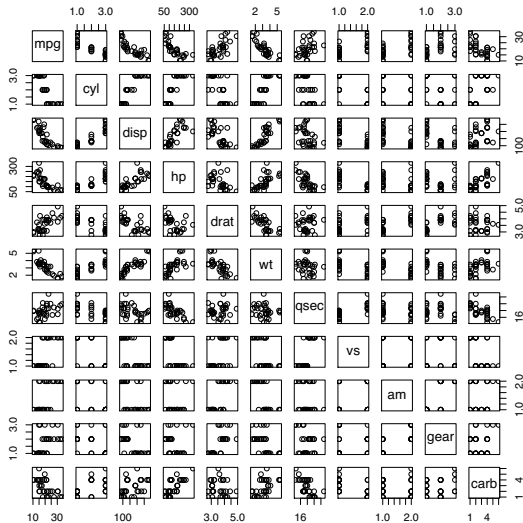 1.0 3.0 50 300 2 5 1.0 2.0 1.0 3.0
mpg 10 30
1.0 3.0 cyl
disp 100
50 300 hp
drat 3.0 5.0
2 5 wt
qsec 16
1.0 2.0 vs
am 1.0 2.0
1.0 3.0 gear
carb 1 4
10 30 100 3.0 5.0 16 1.0 2.0 1 4